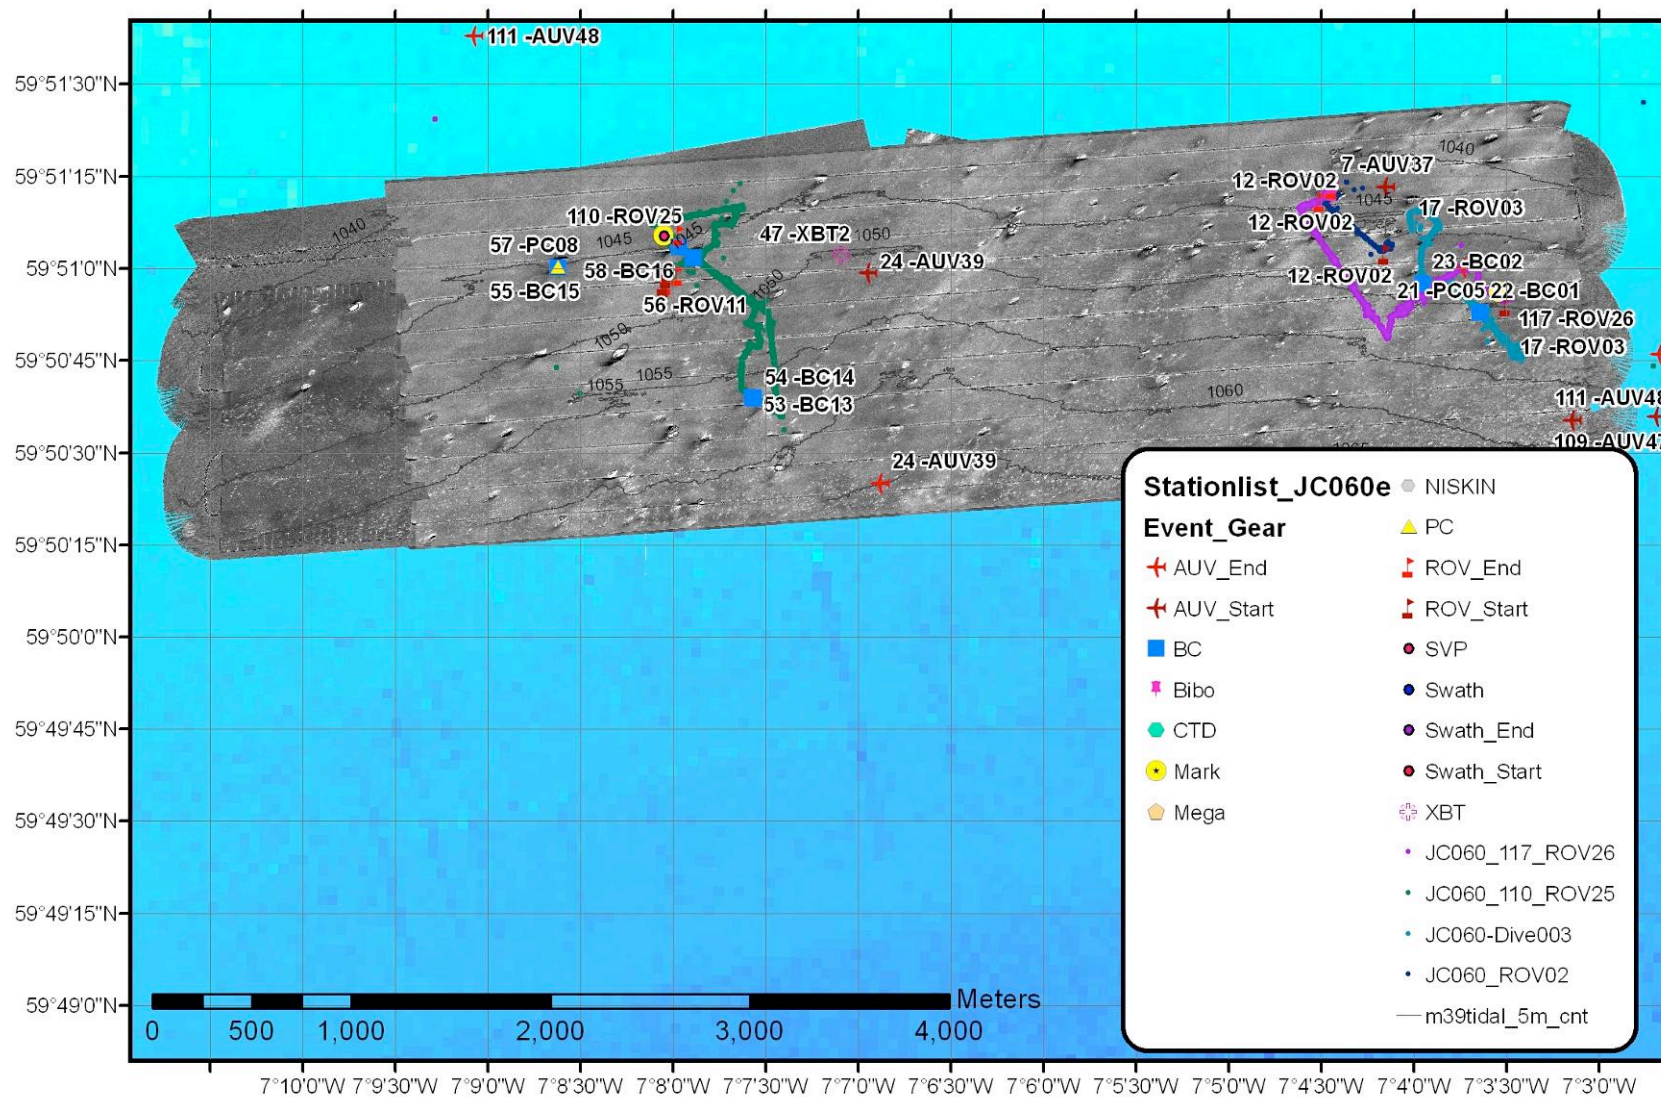 111 -AUV48
59°51'30"N
59°51'15"N
59°51'0"N
59°50'45"N
59°50'30"N
59°50'15"N
59°50'0"N
59°49'45"N
59°49'30"N
59°49'15"N
59°49'0"N
1040
7 -AUV37
12 -ROV02
1045
17 -ROV03
110 -ROV25
1040
57 -PC08
1045
1045
47 -XBT2
1050
12 -ROV02
58 -BC16
24 -AUV39
12 -ROV02
23 -BC02
55 -BC15
56 -ROV11
1050
21 -PC05
22 -BC01
117 -ROV26
1050
17 -ROV03
54 -BC14
1055
1055
1060
53 -BC13
111 -AUV48
109 -AUV47
24 -AUV39
Stationlist_JC060e
Event_Gear
AUV_End
AUV_Start
BC
Bibo
CTD
Mark
Mega
NISKIN
PC
ROV_End
ROV_Start
SVP
Swath
Swath_End
Swath_Start
XBT
JC060_117_ROV26
JC060_110_ROV25
JC060-Dive003
JC060_ROV02
m39tidal_5m_cnt
Meters
0 500 1,000 2,000 3,000 4,000
7°10'0"W 7°9'30"W 7°9'0"W 7°8'30"W 7°8'0"W 7°7'30"W 7°7'0"W 7°6'30"W 7°6'0"W 7°5'30"W 7°5'0"W 7°4'30"W 7°4'0"W 7°3'30"W 7°3'0"W